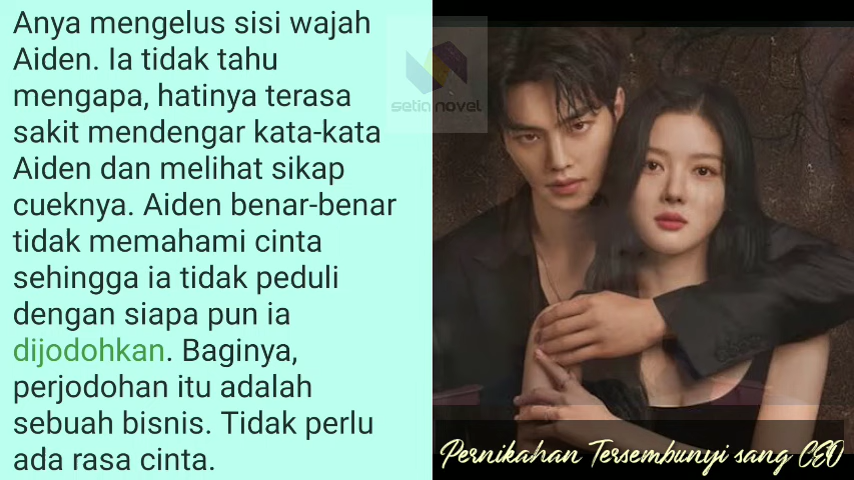 Anya mengelus sisi wajah
Aiden. Ia tidak tahu
mengapa, hatinya terasa
sakit mendengar kata-kata
Aiden dan melihat sikap
cueknya. Aiden benar-benar
tidak memahami cinta
sehingga ia tidak peduli
dengan siapa pun ia
dijodohkan. Baginya,
perjodohan itu adalah
sebuah bisnis. Tidak perlu
ada rasa cinta.
setia novel
Pernikahan Tersembunyi sang CEO